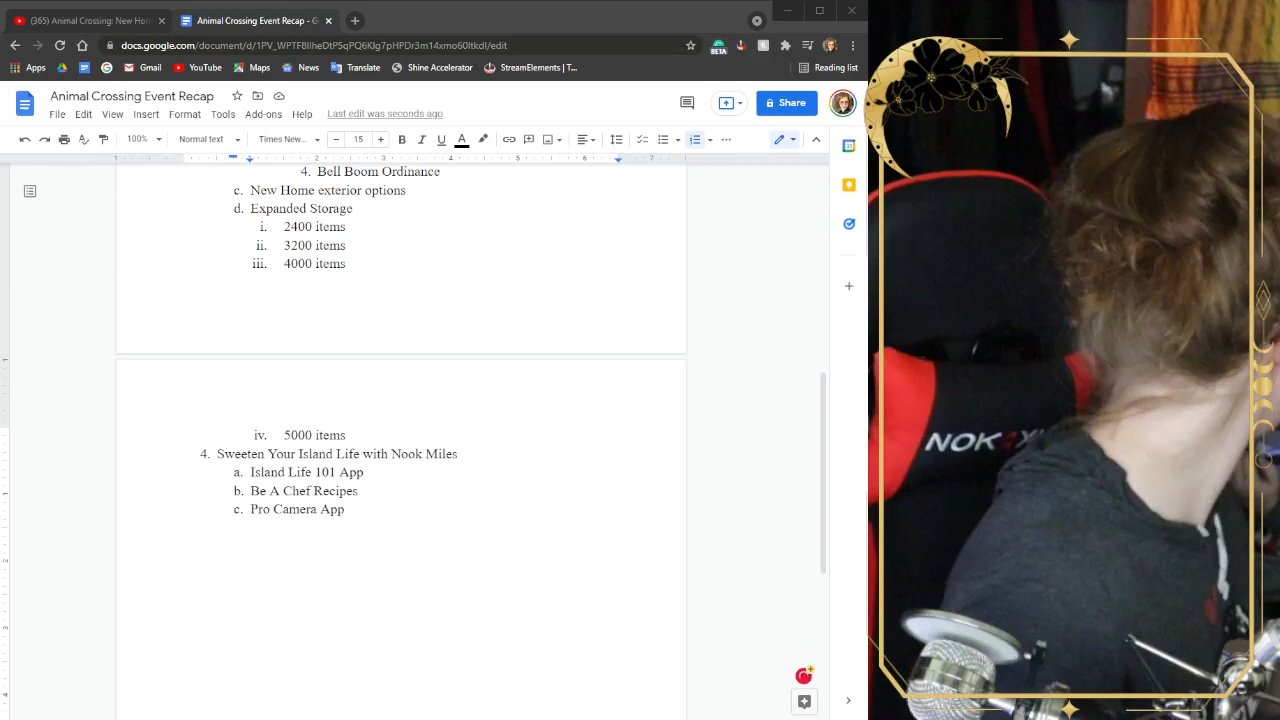 (365) Animal Crossing: New Hori
Animal Crossing Event Recap - G
docs.google.com/document/d/1PV_WPTF8IlheDtP5qPQ6Klg7pHPDr3m14xmo60ltkdI/edit
BETA
Apps
Gmail
YouTube
Maps
News
Translate
Shine Accelerator
StreamElements | T...
Reading list
Animal Crossing Event Recap
File Edit View Insert Format Tools Add-ons Help Last edit was seconds ago
Share
100% Normal text Times New... 15 B I U A
4. Bell Boom Ordinance
c. New Home exterior options
d. Expanded Storage
i. 2400 items
ii. 3200 items
iii. 4000 items
iv. 5000 items
4. Sweeten Your Island Life with Nook Miles
a. Island Life 101 App
b. Be A Chef Recipes
c. Pro Camera App